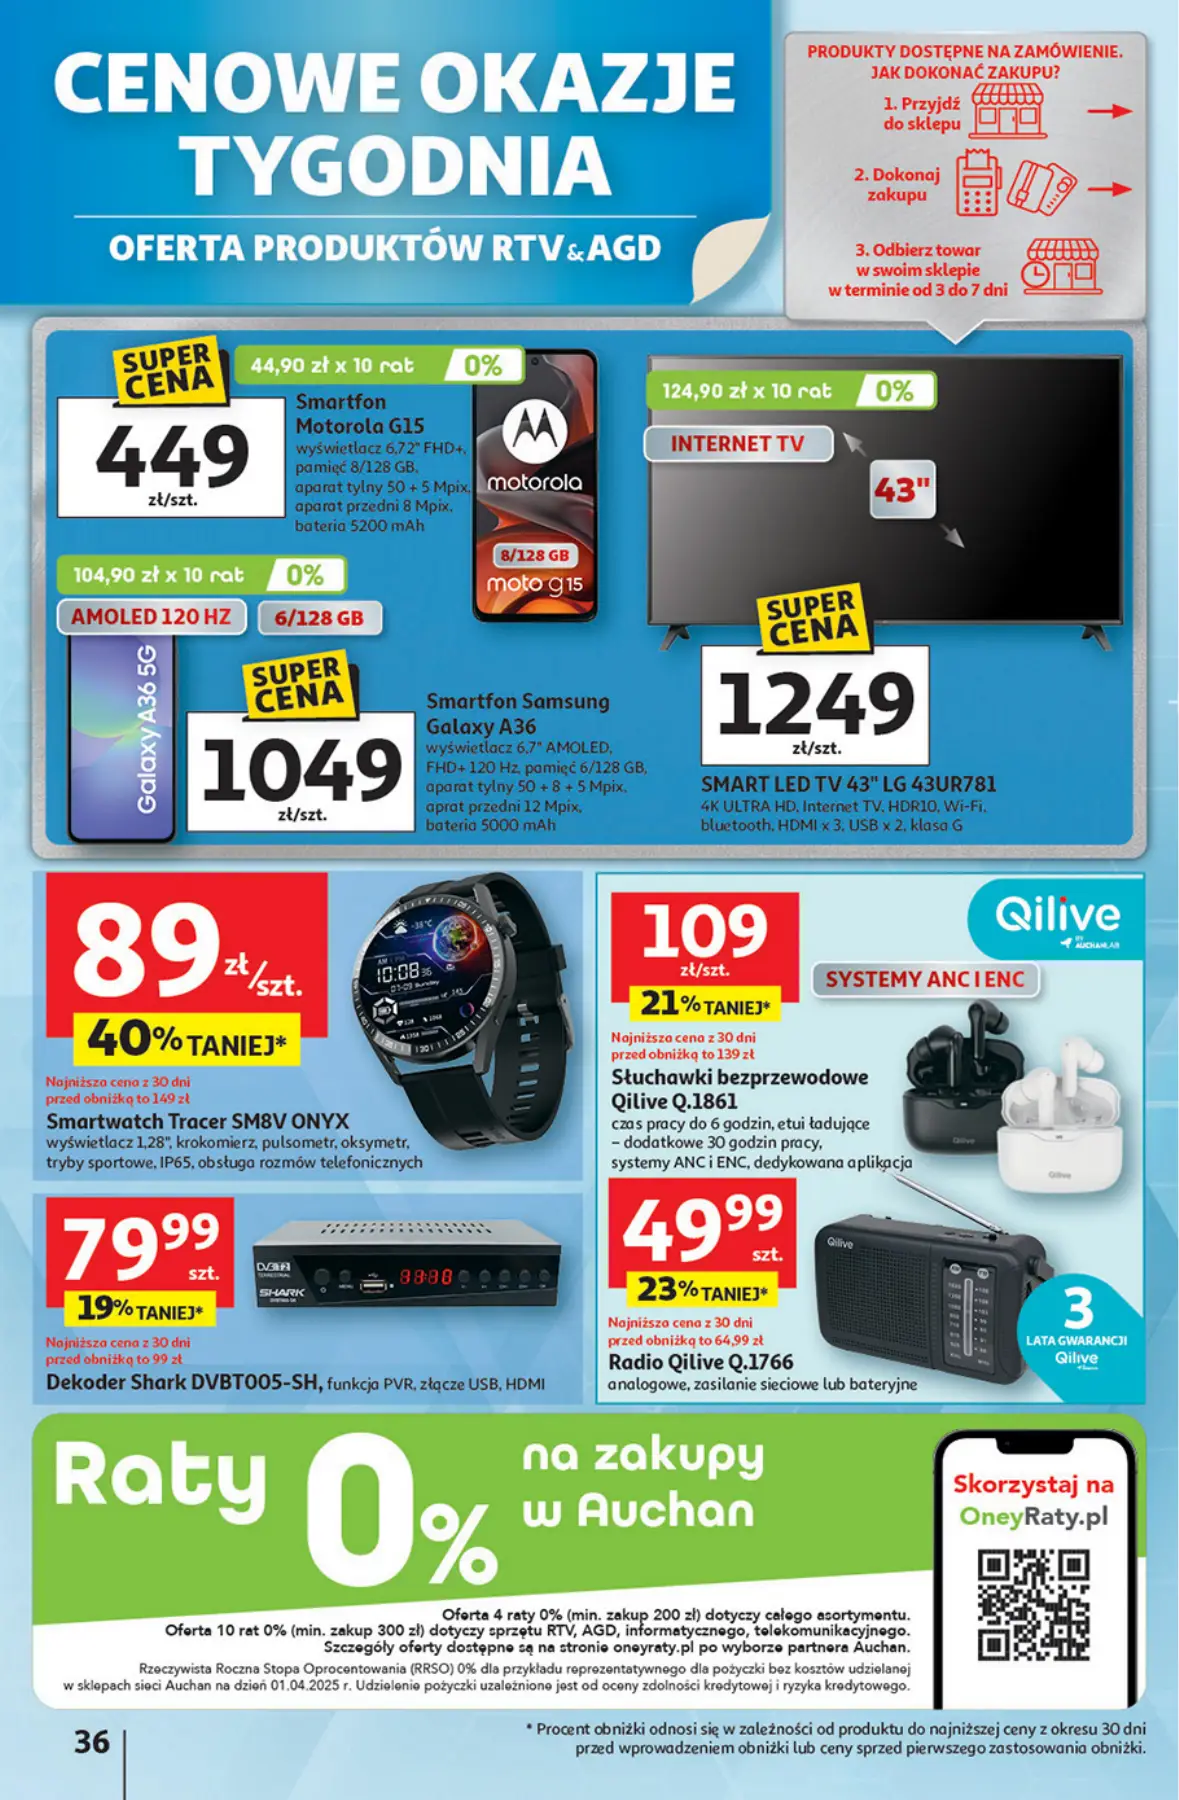 CENOWE OKAZJE
TYGODNIA
OFERTA PRODUKTÓW RTV&AGD
PRODUKTY DOSTĘPNE NA ZAMÓWIENIE.
JAK DOKONAĆ ZAKUPU?
1. Przyjdź
do sklepu
2. Dokonaj
zakupu
3. Odbierz towar
w swoim sklepie
w terminie od 3 do 7 dni
SUPER
CENA
44,90 zł x 10 rat 0%
449
zł/szt.
Smartfon
Motorola G15
wyświetlacz 6,72" FHD+,
pamięć 8/128 GB,
aparat tylny 50 + 5 Mpix,
aparat przedni 8 Mpix,
bateria 5200 mAh
motorola
8/128 GB
moto g15
124,90 zł x 10 rat 0%
INTERNET TV
43"
SUPER
CENA
1249
zł/szt.
SMART LED TV 43" LG 43UR781
4K ULTRA HD, Internet TV, HDR10, Wi-Fi,
bluetooth, HDMI x 3, USB x 2, klasa G
104,90 zł x 10 rat 0%
AMOLED 120 HZ
6/128 GB
Galaxy A36 5G
SUPER
CENA
1049
zł/szt.
Smartfon Samsung
Galaxy A36
wyświetlacz 6,7" AMOLED,
FHD+ 120 Hz, pamięć 6/128 GB,
aparat tylny 50 + 8 + 5 Mpix,
aprat przedni 12 Mpix,
bateria 5000 mAh
89 zł/szt.
40% TANIEJ*
Najniższa cena z 30 dni
przed obniżką to 149 zł
Smartwatch Tracer SM8V ONYX
wyświetlacz 1,28", krokomierz, pulsometr, oksymetr,
tryby sportowe, IP65, obsługa rozmów telefonicznych
-38°C
10:08 36
109
zł/szt.
21% TANIEJ*
Najniższa cena z 30 dni
przed obniżką to 139 zł
Qilive
BY AUCHANLAB
SYSTEMY ANC I ENC
Słuchawki bezprzewodowe
Qilive Q.1861
czas pracy do 6 godzin, etui ładujące
– dodatkowe 30 godzin pracy,
systemy ANC i ENC, dedykowana aplikacja
79 99
szt.
19% TANIEJ*
Najniższa cena z 30 dni
przed obniżką to 99 zł
Dekoder Shark DVBT005-SH, funkcja PVR, złącze USB, HDMI
DVB T2
TERRESTRIAL
SHARK
49 99
szt.
23% TANIEJ*
Najniższa cena z 30 dni
przed obniżką to 64,99 zł
Radio Qilive Q.1766
analogowe, zasilanie sieciowe lub bateryjne
Qilive
3
LATA GWARANCJI
Qilive
Raty 0%
na zakupy
w Auchan
Skorzystaj na
OneyRaty.pl
Oferta 4 raty 0% (min. zakup 200 zł) dotyczy całego asortymentu.
Oferta 10 rat 0% (min. zakup 300 zł) dotyczy sprzętu RTV, AGD, informatycznego, telekomunikacyjnego.
Szczegóły oferty dostępne są na stronie oneyraty.pl po wyborze partnera Auchan.
Rzeczywista Roczna Stopa Oprocentowania (RRSO) 0% dla przykładu reprezentatywnego dla pożyczki bez kosztów udzielanej
w sklepach sieci Auchan na dzień 01.04.2025 r. Udzielenie pożyczki uzależnione jest od oceny zdolności kredytowej i ryzyka kredytowego.
36
* Procent obniżki odnosi się w zależności od produktu do najniższej ceny z okresu 30 dni
przed wprowadzeniem obniżki lub ceny sprzed pierwszego zastosowania obniżki.